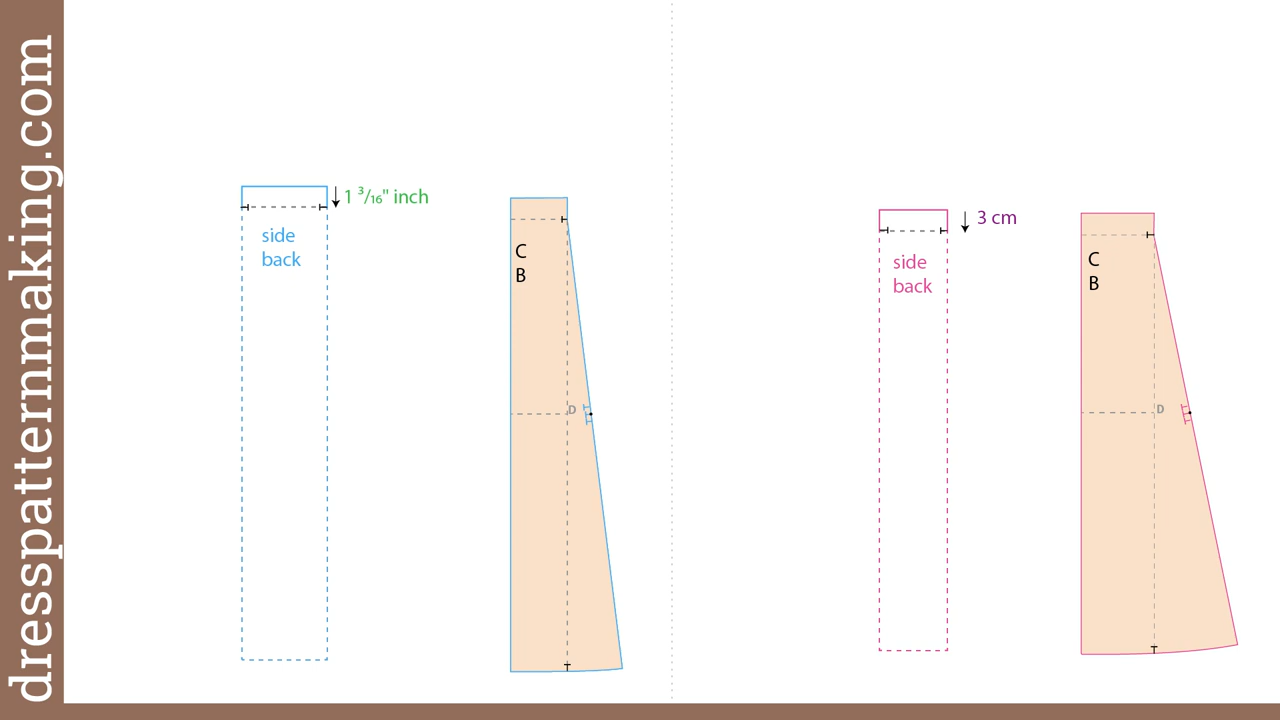 dresspatternmaking.com
1 3/16" inch
side
back
C
B
D
3 cm
side
back
C
B
D